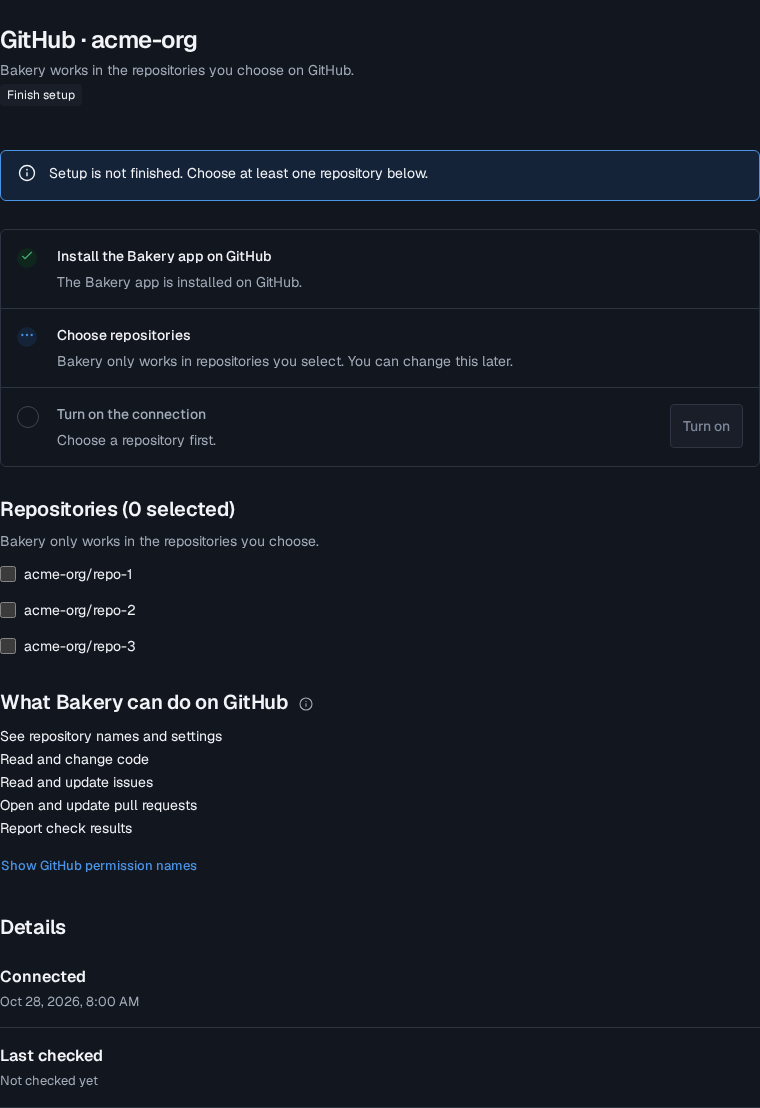 GitHub · acme-org
Bakery works in the repositories you choose on GitHub.
Finish setup
Setup is not finished. Choose at least one repository below.
Install the Bakery app on GitHub
The Bakery app is installed on GitHub.
Choose repositories
Bakery only works in repositories you select. You can change this later.
Turn on the connection
Choose a repository first.
Turn on
Repositories (0 selected)
Bakery only works in the repositories you choose.
acme-org/repo-1
acme-org/repo-2
acme-org/repo-3
What Bakery can do on GitHub
See repository names and settings
Read and change code
Read and update issues
Open and update pull requests
Report check results
Show GitHub permission names
Details
Connected
Oct 28, 2026, 8:00 AM
Last checked
Not checked yet